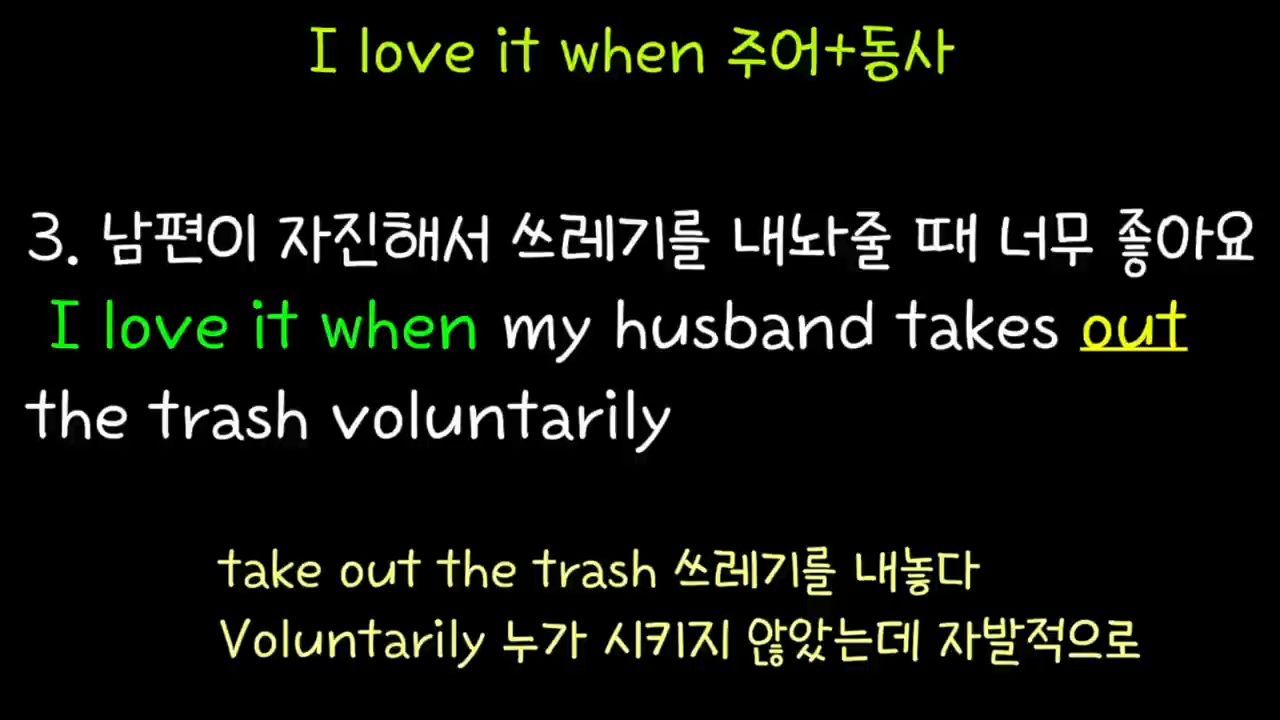 I love it when 주어+동사
3. 남편이 자진해서 쓰레기를 내놔줄 때 너무 좋아요
I love it when my husband takes out
the trash voluntarily
take out the trash 쓰레기를 내놓다
Voluntarily 누가 시키지 않았는데 자발적으로